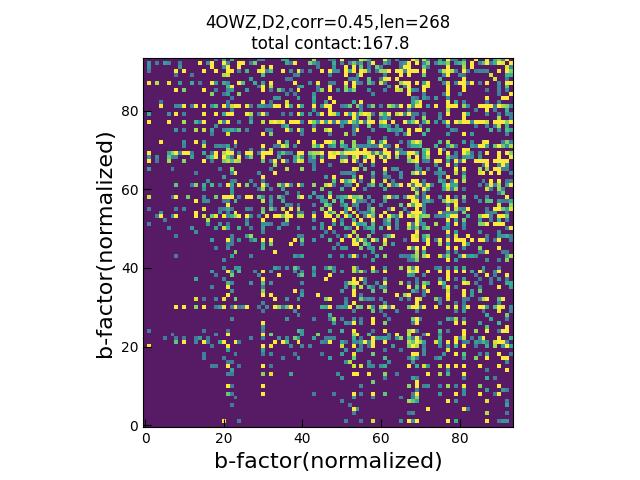 4OWZ,D2,corr=0.45,len=268
total contact:167.8
b-factor(normalized)
80
60
40
20
0
0 20 40 60 80
b-factor(normalized)